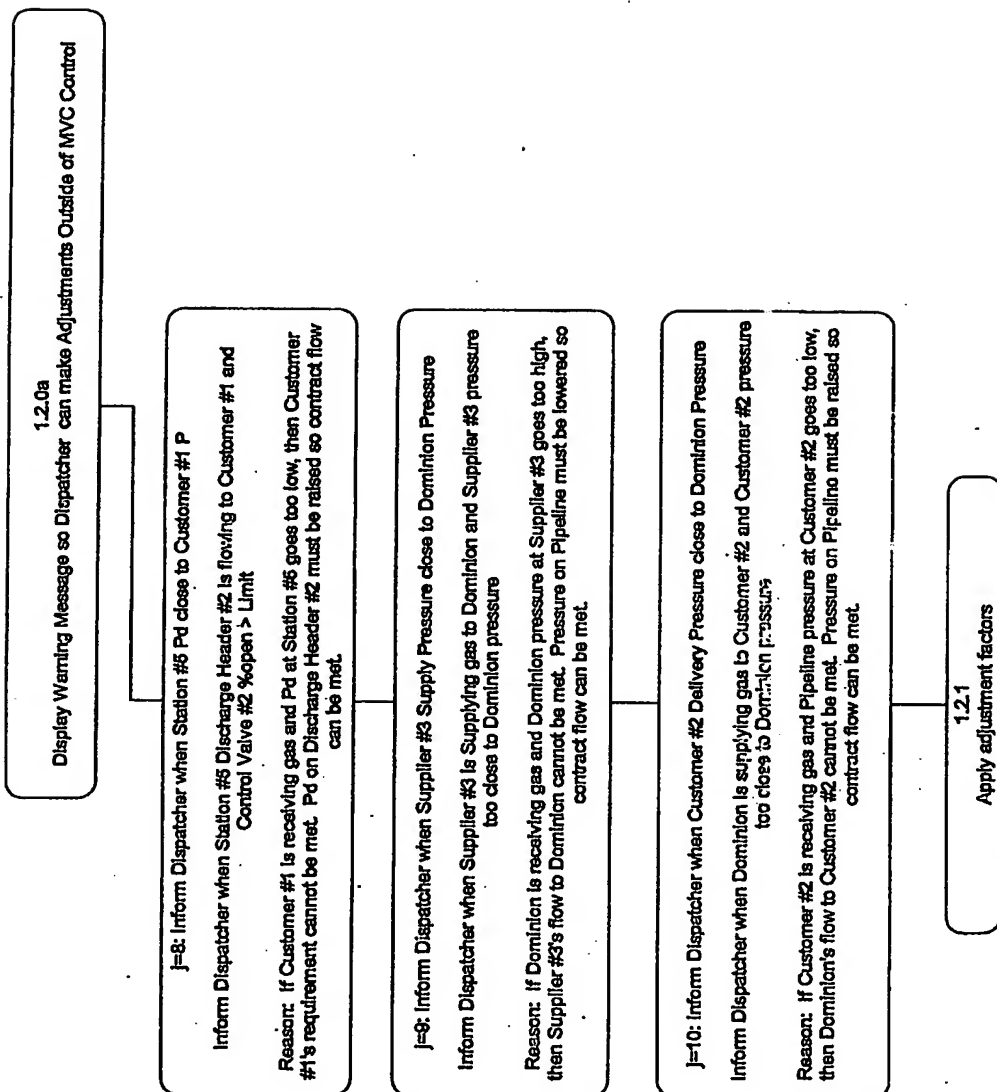 1.2.0a
Display Warning Message so Dispatcher can make Adjustments Outside of MVC Control
j=8: Inform Dispatcher when Station #5 Pd close to Customer #1 P
Inform Dispatcher when Station #5 Discharge Header #2 is flowing to Customer #1 and
Control Valve #2 %open > Limit
Reason: If Customer #1 is receiving gas and Pd at Station #5 goes too low, then Customer
#1's requirement cannot be met. Pd on Discharge Header #2 must be raised so contract flow
can be met.
j=9: Inform Dispatcher when Supplier #3 Supply Pressure close to Dominion Pressure
Inform Dispatcher when Supplier #3 is Supplying gas to Dominion and Supplier #3 pressure
too close to Dominion pressure
Reason: If Dominion is receiving gas and Dominion pressure at Supplier #3 goes too high,
then Supplier #3's flow to Dominion cannot be met. Pressure on Pipeline must be lowered so
contract flow can be met.
j=10: Inform Dispatcher when Customer #2 Delivery Pressure close to Dominion Pressure
Inform Dispatcher when Dominion is supplying gas to Customer #2 and Customer #2 pressure
too close to Dominion pressure
Reason: If Customer #2 is receiving gas and Pipeline pressure at Customer #2 goes too low,
then Dominion's flow to Customer #2 cannot be met. Pressure on Pipeline must be raised so
contract flow can be met.
1.2.1
Apply adjustment factors